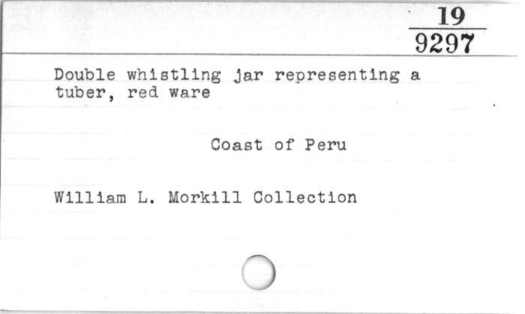 19
9297
Double whistling jar representing a
tuber, red ware
Coast of Peru
William L. Morkill Collection